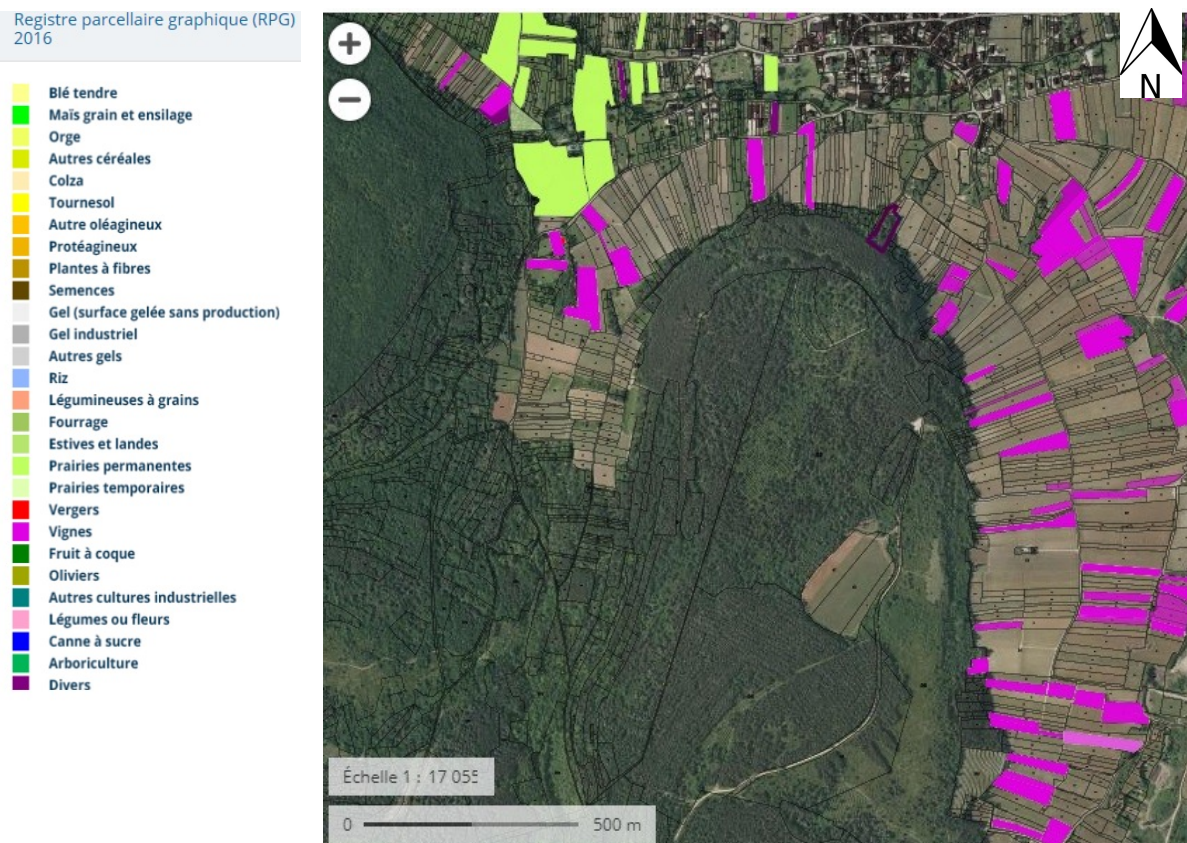 Registre parcellaire graphique (RPG)
2016
Blé tendre
Maïs grain et ensilage
Orge
Autres céréales
Colza
Tournesol
Autre oléagineux
Protéagineux
Plantes à fibres
Semences
Gel (surface gelée sans production)
Gel industriel
Autres gels
Riz
Légumineuses à grains
Fourrage
Estives et landes
Prairies permanentes
Prairies temporaires
Vergers
Vignes
Fruit à coque
Oliviers
Autres cultures industrielles
Légumes ou fleurs
Canne à sucre
Arboriculture
Divers
+
−
N
Échelle 1 : 17 055
0 500 m